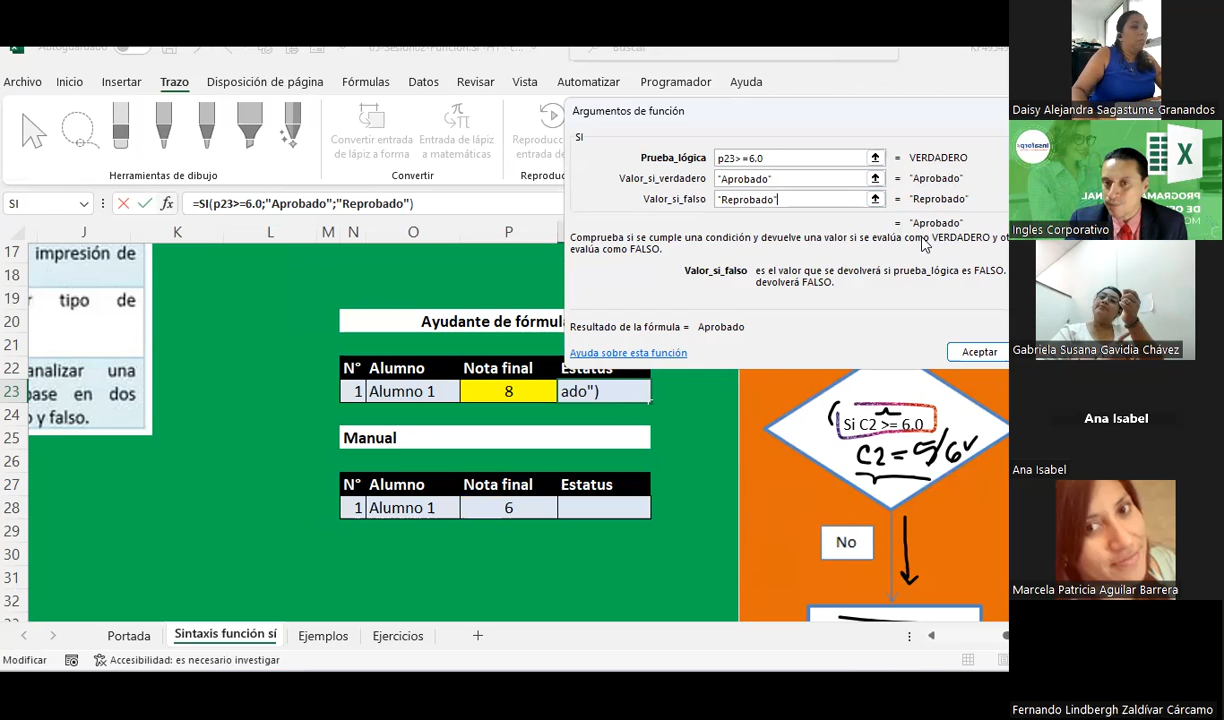 Archivo Inicio Insertar Trazo Disposición de página Fórmulas Datos Revisar Vista Automatizar Programador Ayuda
Herramientas de dibujo
Convertir entrada de lápiz a forma
Entrada de lápiz a Matemáticas
Convertir
SI =SI(p23>=6.0;"Aprobado";"Reprobado")
Argumentos de función
SI
Prueba_lógica p23>=6.0 = VERDADERO
Valor_si_verdadero "Aprobado" = "Aprobado"
Valor_si_falso "Reprobado" = "Reprobado"
= "Aprobado"
Comprueba si se cumple una condición y devuelve una valor si se evalúa como VERDADERO y
evalúa como FALSO.
Valor_si_falso es el valor que se devolverá si prueba_lógica es FALSO.
devolverá FALSO.
Resultado de la fórmula = Aprobado
Ayuda sobre esta función
Aceptar
J K L M N O P
17 impresión de
18
19 tipo de
20 Ayudante de fórmula
21
22 analizar una N° Alumno Nota final Estatus
23 base en dos 1 Alumno 1 8 ado")
24 y falso.
25 Manual
26
27 N° Alumno Nota final Estatus
28 1 Alumno 1 6
29
30
31
32
Si C2 >= 6.0
C2 = 5/6
No
Portada Sintaxis función sí Ejemplos Ejercicios
Modificar Accesibilidad: es necesario investigar
Daisy Alejandra Sagastume Granandos
Insaforp
X
Ingles Corporativo
Gabriela Susana Gavidia Chávez
Ana Isabel
Ana Isabel
Marcela Patricia Aguilar Barrera
Fernando Lindbergh Zaldívar Cárcamo